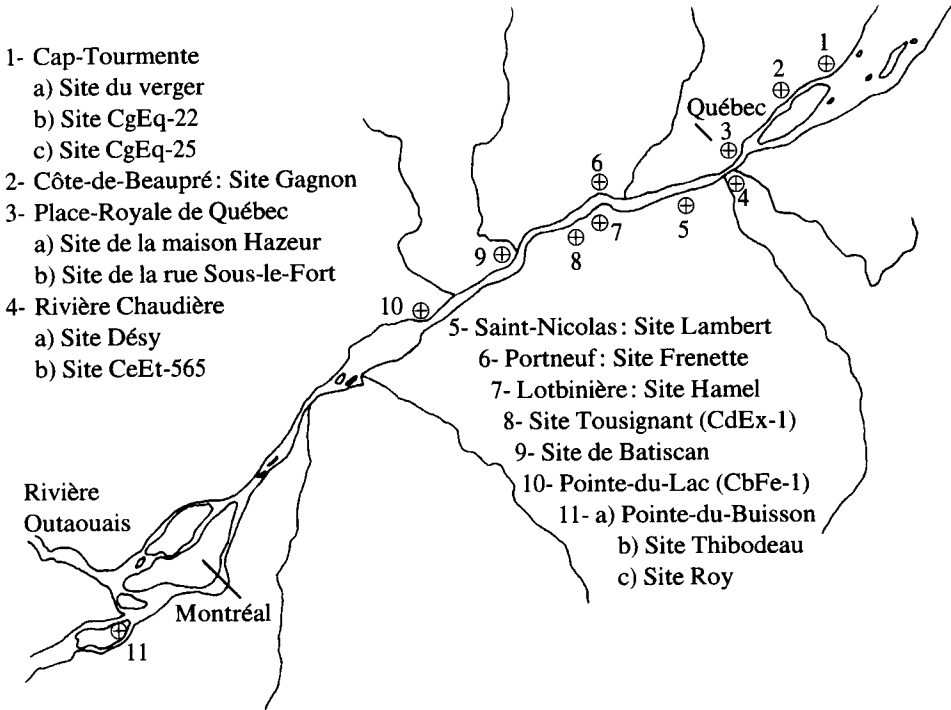 1- Cap-Tourmente
a) Site du verger
b) Site CgEq-22
c) Site CgEq-25
2- Côte-de-Beaupré : Site Gagnon
3- Place-Royale de Québec
a) Site de la maison Hazeur
b) Site de la rue Sous-le-Fort
4- Rivière Chaudière
a) Site Désy
b) Site CeEt-565
5- Saint-Nicolas : Site Lambert
6- Portneuf : Site Frenette
7- Lotbinière : Site Hamel
8- Site Tousignant (CdEx-1)
9- Site de Batiscan
10- Pointe-du-Lac (CbFe-1)
11- a) Pointe-du-Buisson
b) Site Thibodeau
c) Site Roy
1
2
Québec
3
4
5
6
7
8
9
10
Rivière
Outaouais
Montréal
11